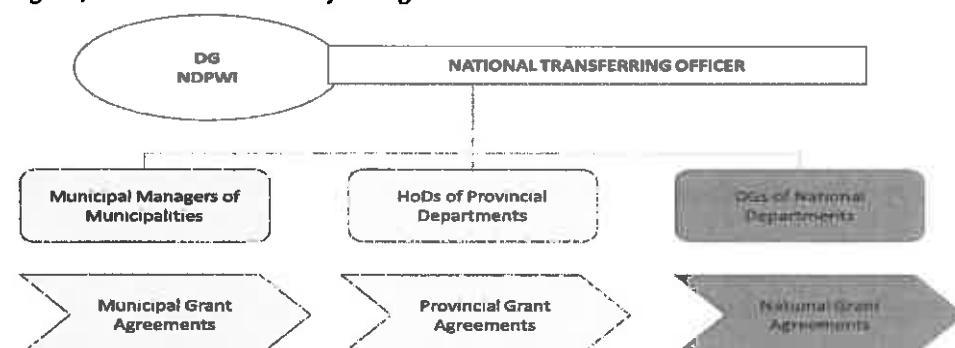 DG
NDPWI
NATIONAL TRANSFERRING OFFICER
Municipal Managers of
Municipalities
HoDs of Provincial
Departments
DGs of National
Departments
Municipal Grant
Agreements
Provincial Grant
Agreements
National Grant
Agreements